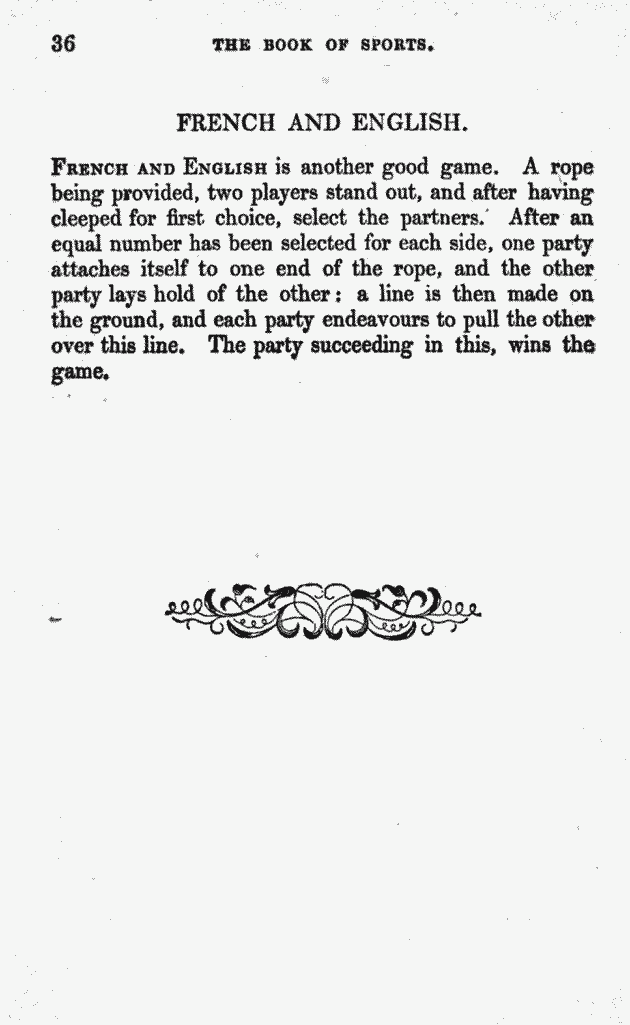 36 THE BOOK OF SPORTS.
FRENCH AND ENGLISH.
FRENCH AND ENGLISH is another good game. A rope
being provided, two players stand out, and after having
cleeped for first choice, select the partners. After an
equal number has been selected for each side, one party
attaches itself to one end of the rope, and the other
party lays hold of the other: a line is then made on
the ground, and each party endeavours to pull the other
over this line. The party succeeding in this, wins the
game.